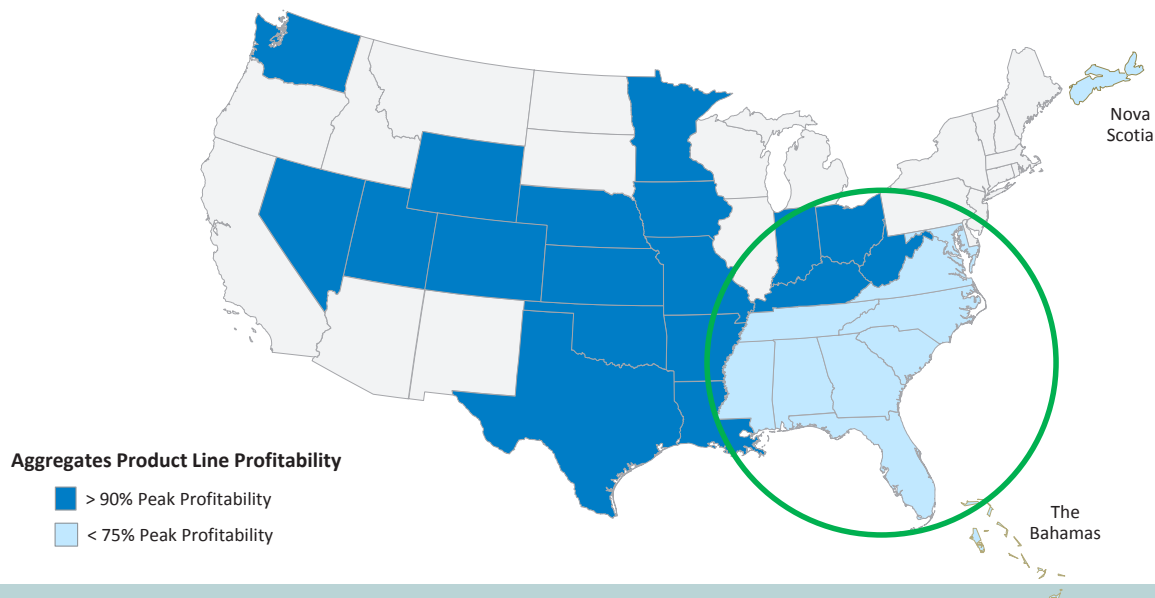 Nova
Scotia
Aggregates Product Line Profitability
> 90% Peak Profitability
< 75% Peak Profitability
The
Bahamas